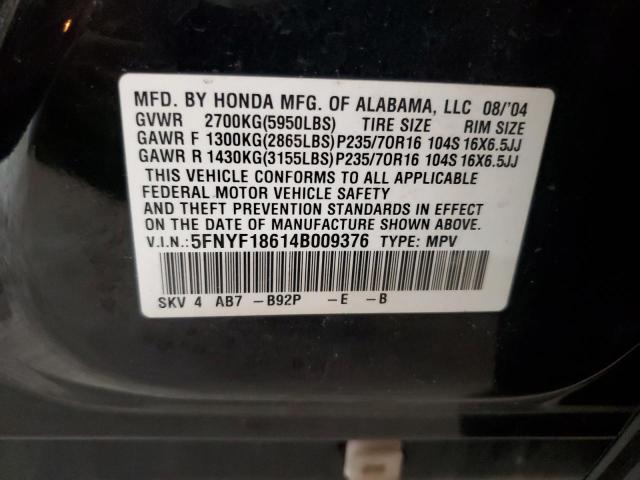 MFD. BY HONDA MFG. OF ALABAMA, LLC 08/'04
GVWR 2700KG(5950LBS) TIRE SIZE RIM SIZE
GAWR F 1300KG(2865LBS)P235/70R16 104S 16X6.5JJ
GAWR R 1430KG(3155LBS)P235/70R16 104S 16X6.5JJ
THIS VEHICLE CONFORMS TO ALL APPLICABLE
FEDERAL MOTOR VEHICLE SAFETY
AND THEFT PREVENTION STANDARDS IN EFFECT
ON THE DATE OF MANUFACTURE SHOWN ABOVE.
V.I.N.:5FNYF18614B009376 TYPE: MPV
SKV 4 AB7 -B92P -E -B